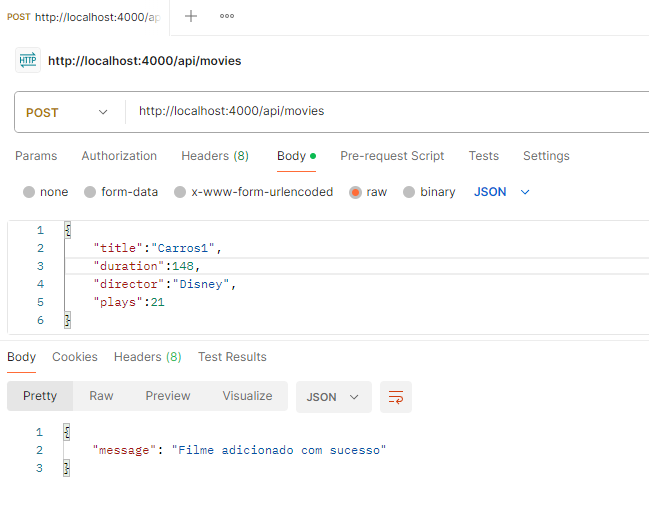 POST http://localhost:4000/ap
HTTP http://localhost:4000/api/movies
POST http://localhost:4000/api/movies
Params Authorization Headers (8) Body Pre-request Script Tests Settings
none form-data x-www-form-urlencoded raw binary JSON
1 {
2 "title":"Carros1",
3 "duration":148,
4 "director":"Disney",
5 "plays":21
6 }
Body Cookies Headers (8) Test Results
Pretty Raw Preview Visualize JSON
1 {
2 "message": "Filme adicionado com sucesso"
3 }